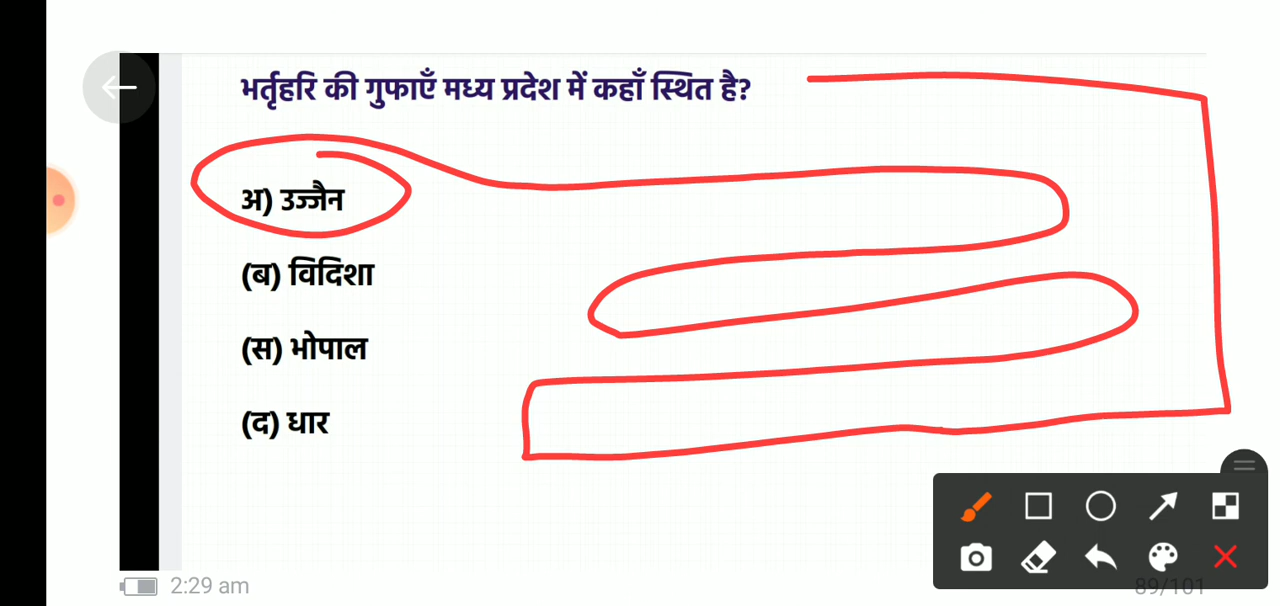 भर्तृहरि की गुफाएँ मध्य प्रदेश में कहाँ स्थित है?
अ) उज्जैन
(ब) विदिशा
(स) भोपाल
(द) धार
2:29 am
89/101